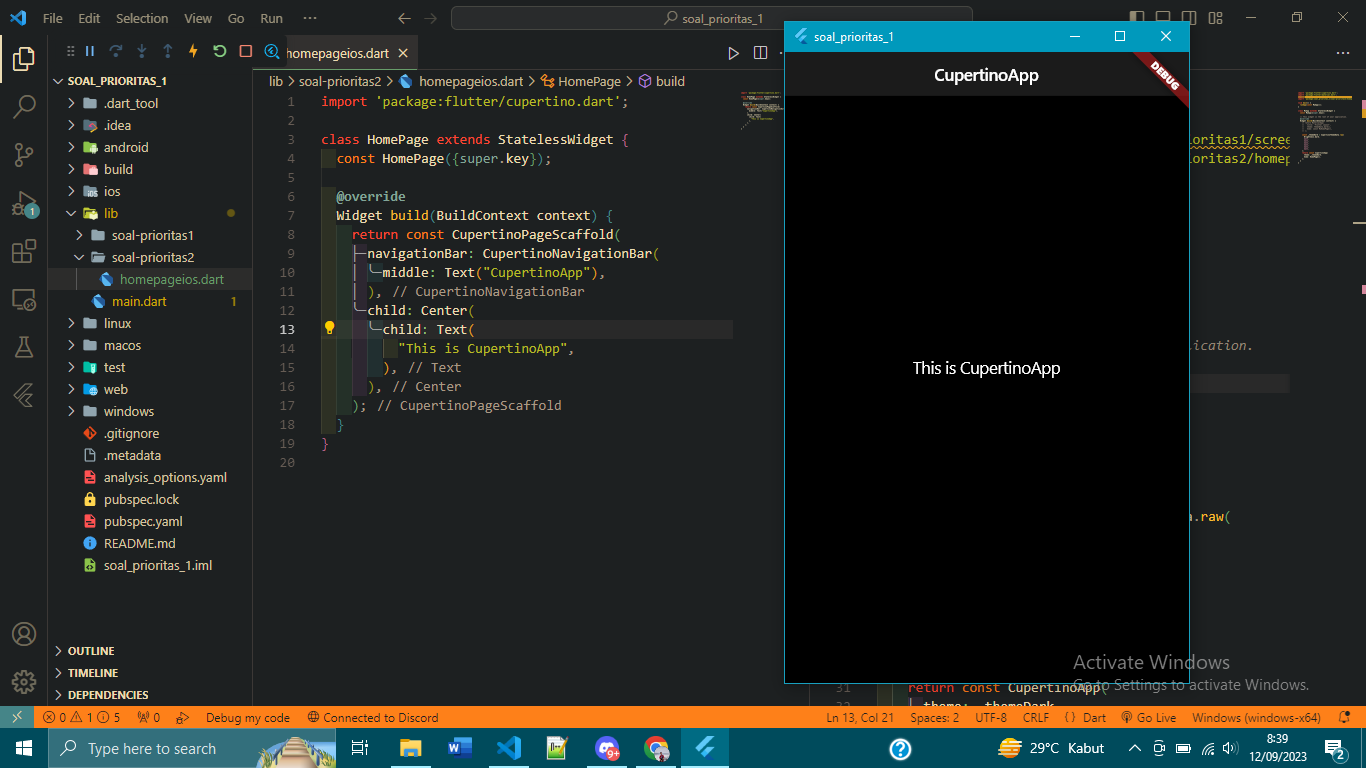 File Edit Selection View Go Run ···
soal_prioritas_1
homepageios.dart
SOAL_PRIORITAS_1
.dart_tool
.idea
android
build
ios
lib
soal-prioritas1
soal-prioritas2
homepageios.dart
main.dart 1
linux
macos
test
web
windows
.gitignore
.metadata
analysis_options.yaml
pubspec.lock
pubspec.yaml
README.md
soal_prioritas_1.iml
OUTLINE
TIMELINE
DEPENDENCIES
1
lib > soal-prioritas2 > homepageios.dart > HomePage > build
1 import 'package:flutter/cupertino.dart';
2
3 class HomePage extends StatelessWidget {
4 const HomePage({super.key});
5
6 @override
7 Widget build(BuildContext context) {
8 return const CupertinoPageScaffold(
9 navigationBar: CupertinoNavigationBar(
10 middle: Text("CupertinoApp"),
11 ), // CupertinoNavigationBar
12 child: Center(
13 child: Text(
14 "This is CupertinoApp",
15 ), // Text
16 ), // Center
17 ); // CupertinoPageScaffold
18 }
19 }
20
soal_prioritas_1
CupertinoApp
DEBUG
This is CupertinoApp
oritas1/scree
oritas2/homep
ication.
a.raw(
Activate Windows
Go to Settings to activate Windows.
31 return const CupertinoApp(
theme: _themeDark,
0 1 5 0 Debug my code Connected to Discord
Ln 13, Col 21 Spaces: 2 UTF-8 CRLF { } Dart Go Live Windows (windows-x64)
Type here to search
9+
29°C Kabut
8:39
12/09/2023
2